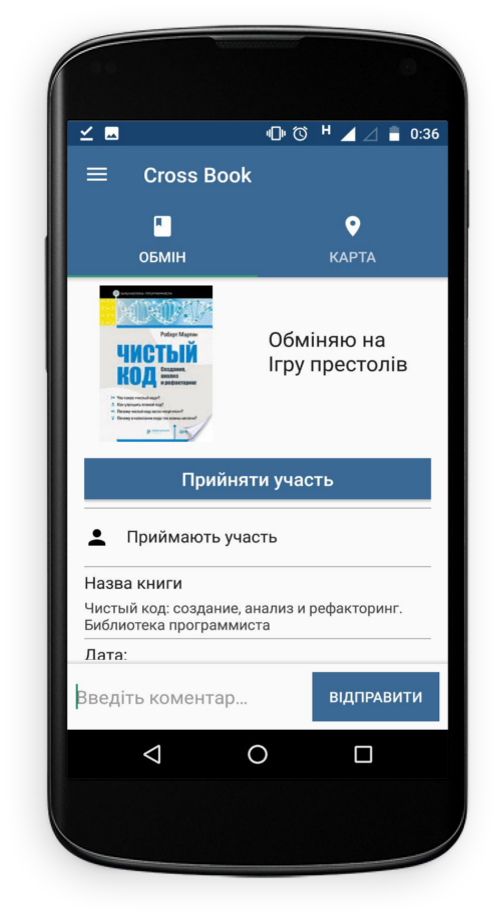 H 0:36
Cross Book
ОБМІН
КАРТА
Роберт Мартин
ЧИСТЫЙ
КОД
Создание,
анализ
и рефакторинг
Обміняю на
Ігру престолів
Прийняти участь
Приймають участь
Назва книги
Чистый код: создание, анализ и рефакторинг.
Библиотека программиста
Дата:
Введіть коментар...
ВІДПРАВИТИ